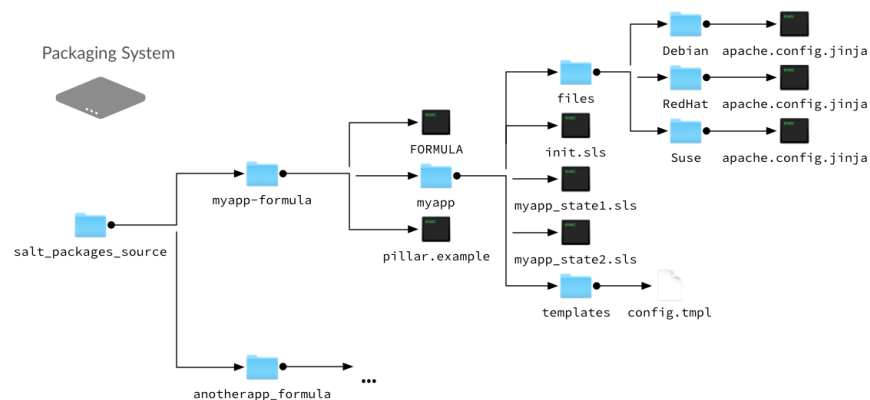 Packaging System
Debian
apache.config.jinja
files
RedHat
apache.config.jinja
FORMULA
init.sls
Suse
apache.config.jinja
myapp-formula
myapp
myapp_state1.sls
salt_packages_source
pillar.example
myapp_state2.sls
templates
config.tmpl
anotherapp_formula
...